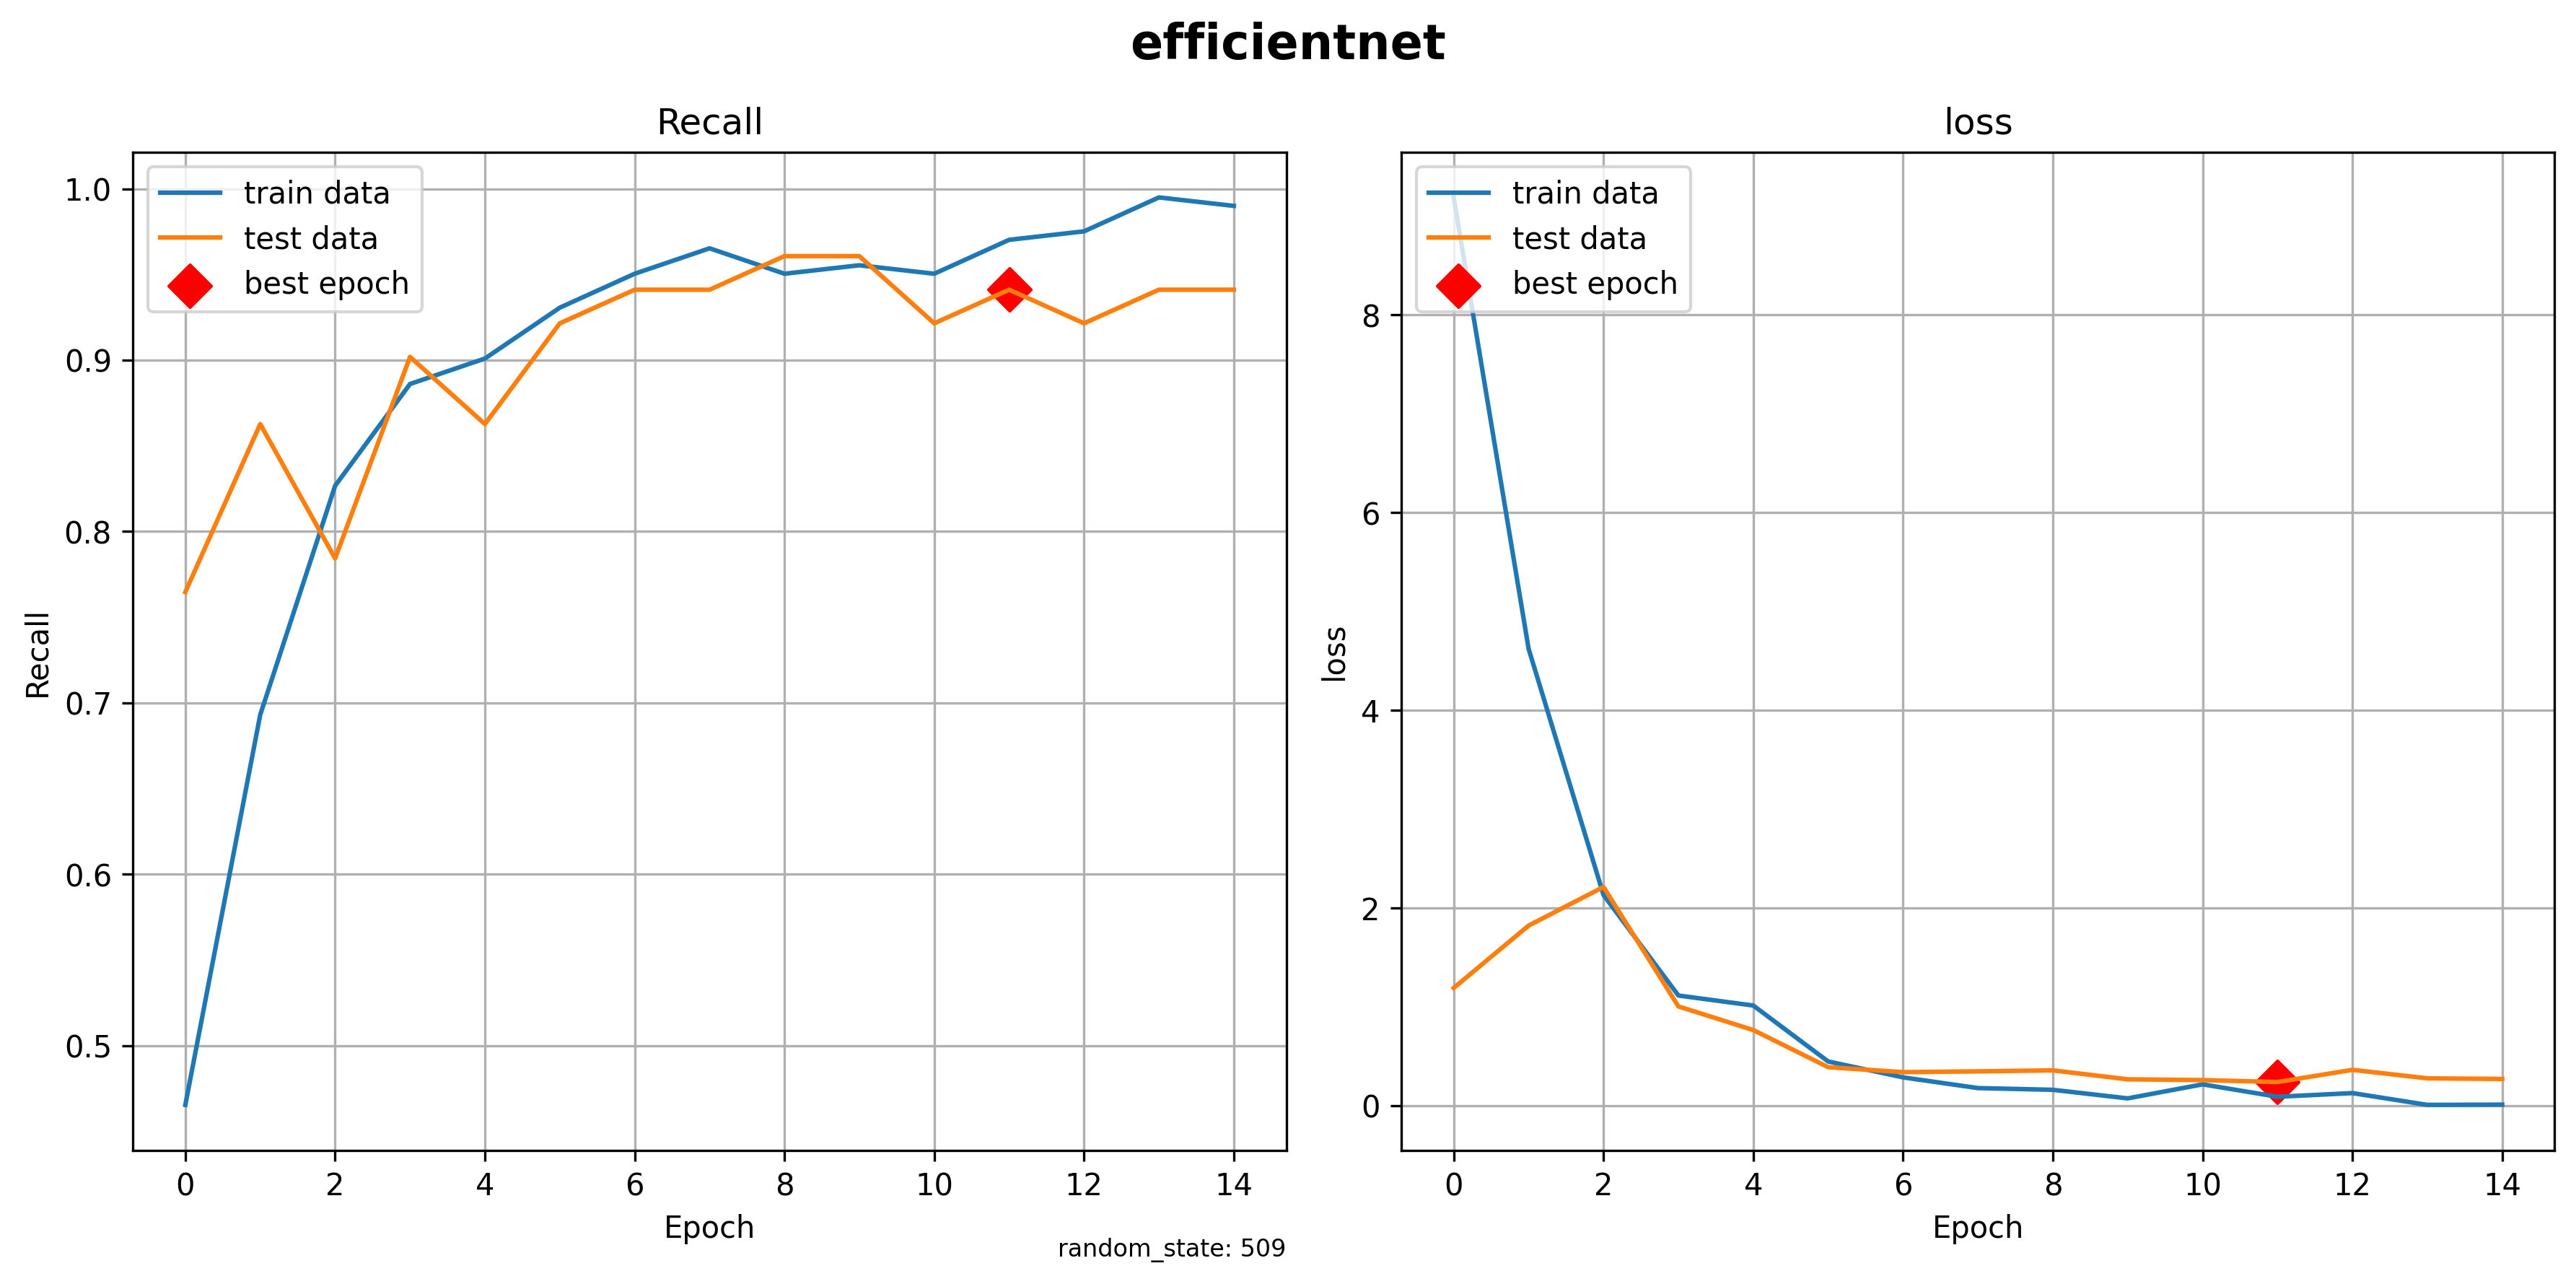 efficientnet
Recall
train data
test data
best epoch
1.0
0.9
0.8
0.7
0.6
0.5
Recall
0 2 4 6 8 10 12 14
Epoch
random_state: 509
loss
train data
test data
best epoch
8
6
4
2
0
loss
0 2 4 6 8 10 12 14
Epoch